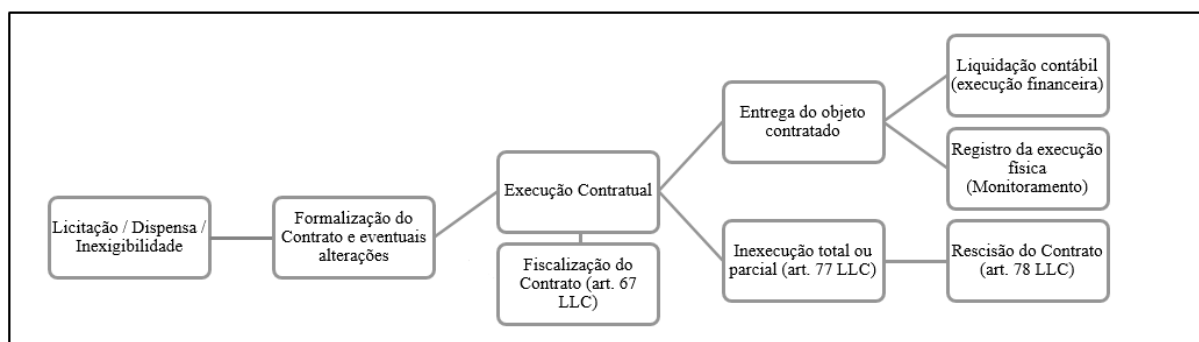 Licitação / Dispensa /
Inexigibilidade
Formalização do
Contrato e eventuais
alterações
Execução Contratual
Fiscalização do
Contrato (art. 67
LLC)
Entrega do objeto
contratado
Liquidação contábil
(execução financeira)
Registro da execução
física
(Monitoramento)
Inexecução total ou
parcial (art. 77 LLC)
Rescisão do Contrato
(art. 78 LLC)